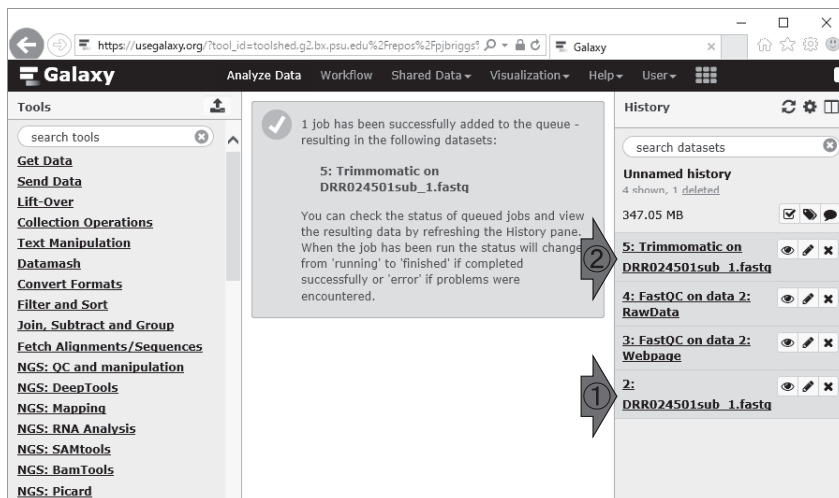 https://usegalaxy.org/?tool_id=toolshed.g2.bx.psu.edu%2Frepos%2Fpjbriggs%
Galaxy
Galaxy
Analyze Data Workflow Shared Data Visualization Help User
Tools
search tools
Get Data
Send Data
Lift-Over
Collection Operations
Text Manipulation
Datamash
Convert Formats
Filter and Sort
Join, Subtract and Group
Fetch Alignments/Sequences
NGS: QC and manipulation
NGS: DeepTools
NGS: Mapping
NGS: RNA Analysis
NGS: SAMtools
NGS: BamTools
NGS: Picard
1 job has been successfully added to the queue -
resulting in the following datasets:
5: Trimmomatic on
DRR024501sub_1.fastq
You can check the status of queued jobs and view
the resulting data by refreshing the History pane.
When the job has been run the status will change
from 'running' to 'finished' if completed
successfully or 'error' if problems were
encountered.
History
search datasets
Unnamed history
4 shown, 1 deleted
347.05 MB
②
5: Trimmomatic on
DRR024501sub_1.fastq
4: FastQC on data 2:
RawData
3: FastQC on data 2:
Webpage
①
2:
DRR024501sub_1.fastq